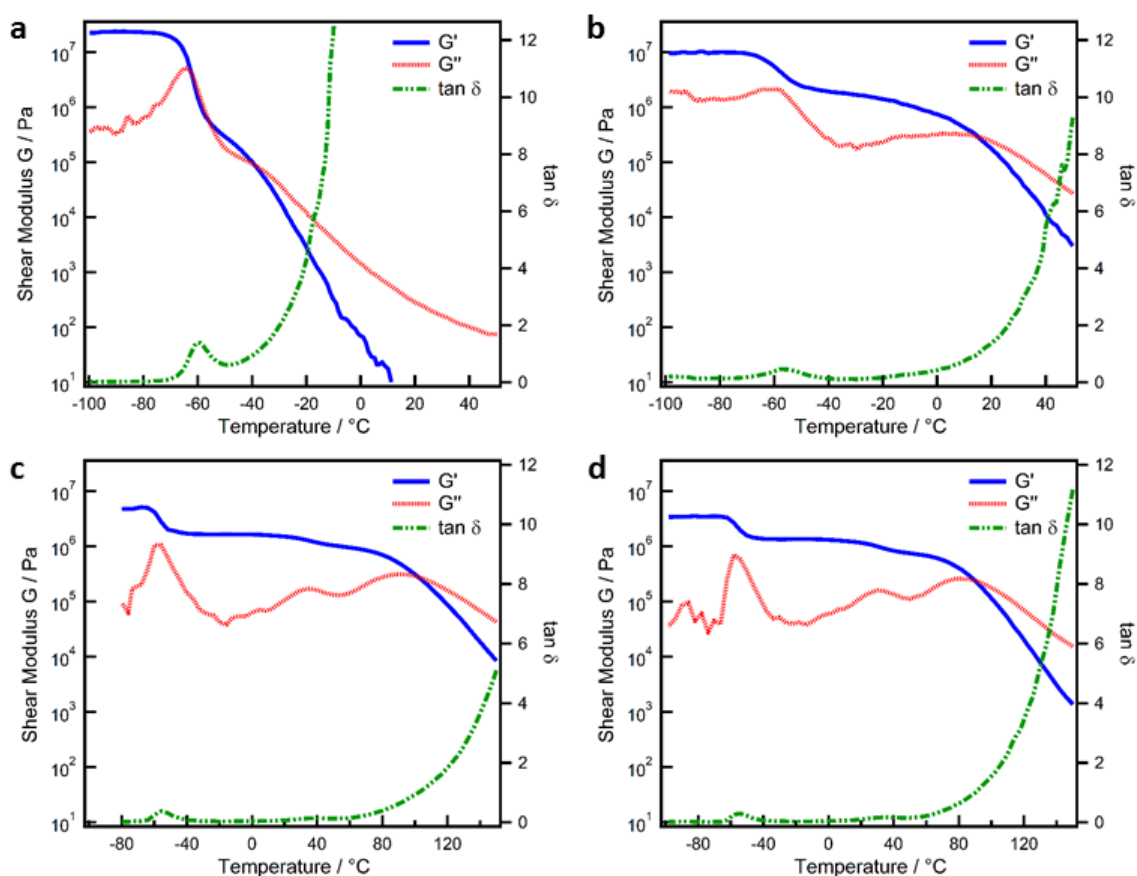 a
G'
G''
tan δ
Shear Modulus G / Pa
10⁷
10⁶
10⁵
10⁴
10³
10²
10¹
12
10
8
6
4
2
0
tan δ
-100 -80 -60 -40 -20 0 20 40
Temperature / °C
b
G'
G''
tan δ
Shear Modulus G / Pa
10⁷
10⁶
10⁵
10⁴
10³
10²
10¹
12
10
8
6
4
2
0
tan δ
-100 -80 -60 -40 -20 0 20 40
Temperature / °C
c
G'
G''
tan δ
Shear Modulus G / Pa
10⁷
10⁶
10⁵
10⁴
10³
10²
10¹
12
10
8
6
4
2
0
tan δ
-80 -40 0 40 80 120
Temperature / °C
d
G'
G''
tan δ
Shear Modulus G / Pa
10⁷
10⁶
10⁵
10⁴
10³
10²
10¹
12
10
8
6
4
2
0
tan δ
-80 -40 0 40 80 120
Temperature / °C